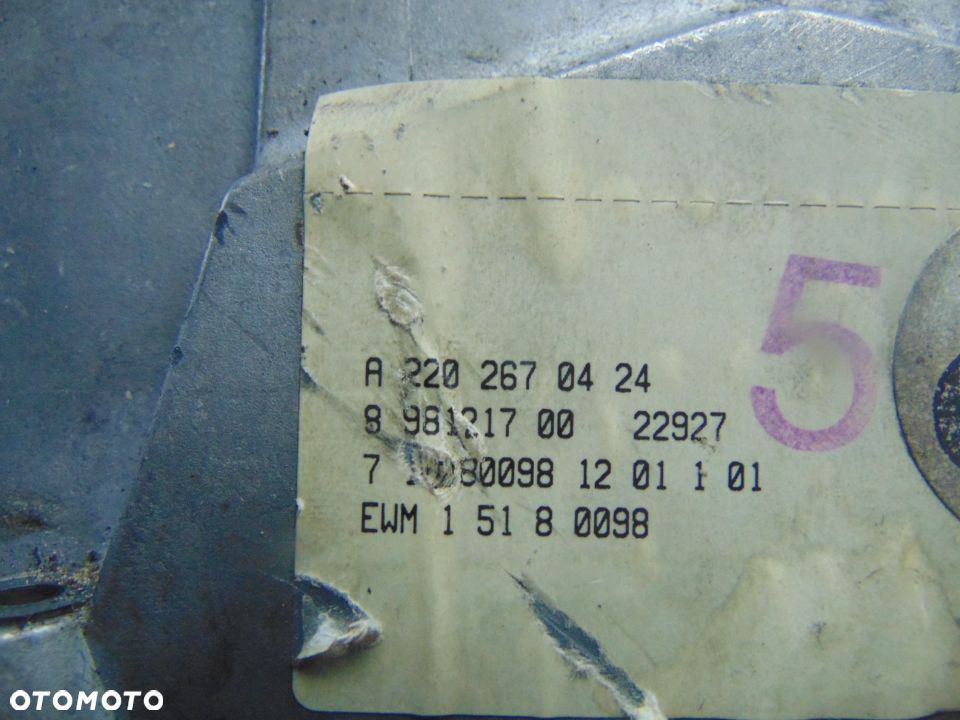 5
A 220 267 04 24
8 981217 00 22927
7 80098 12 01 1 01
EWM 1 51 8 0098
OTOMOTO